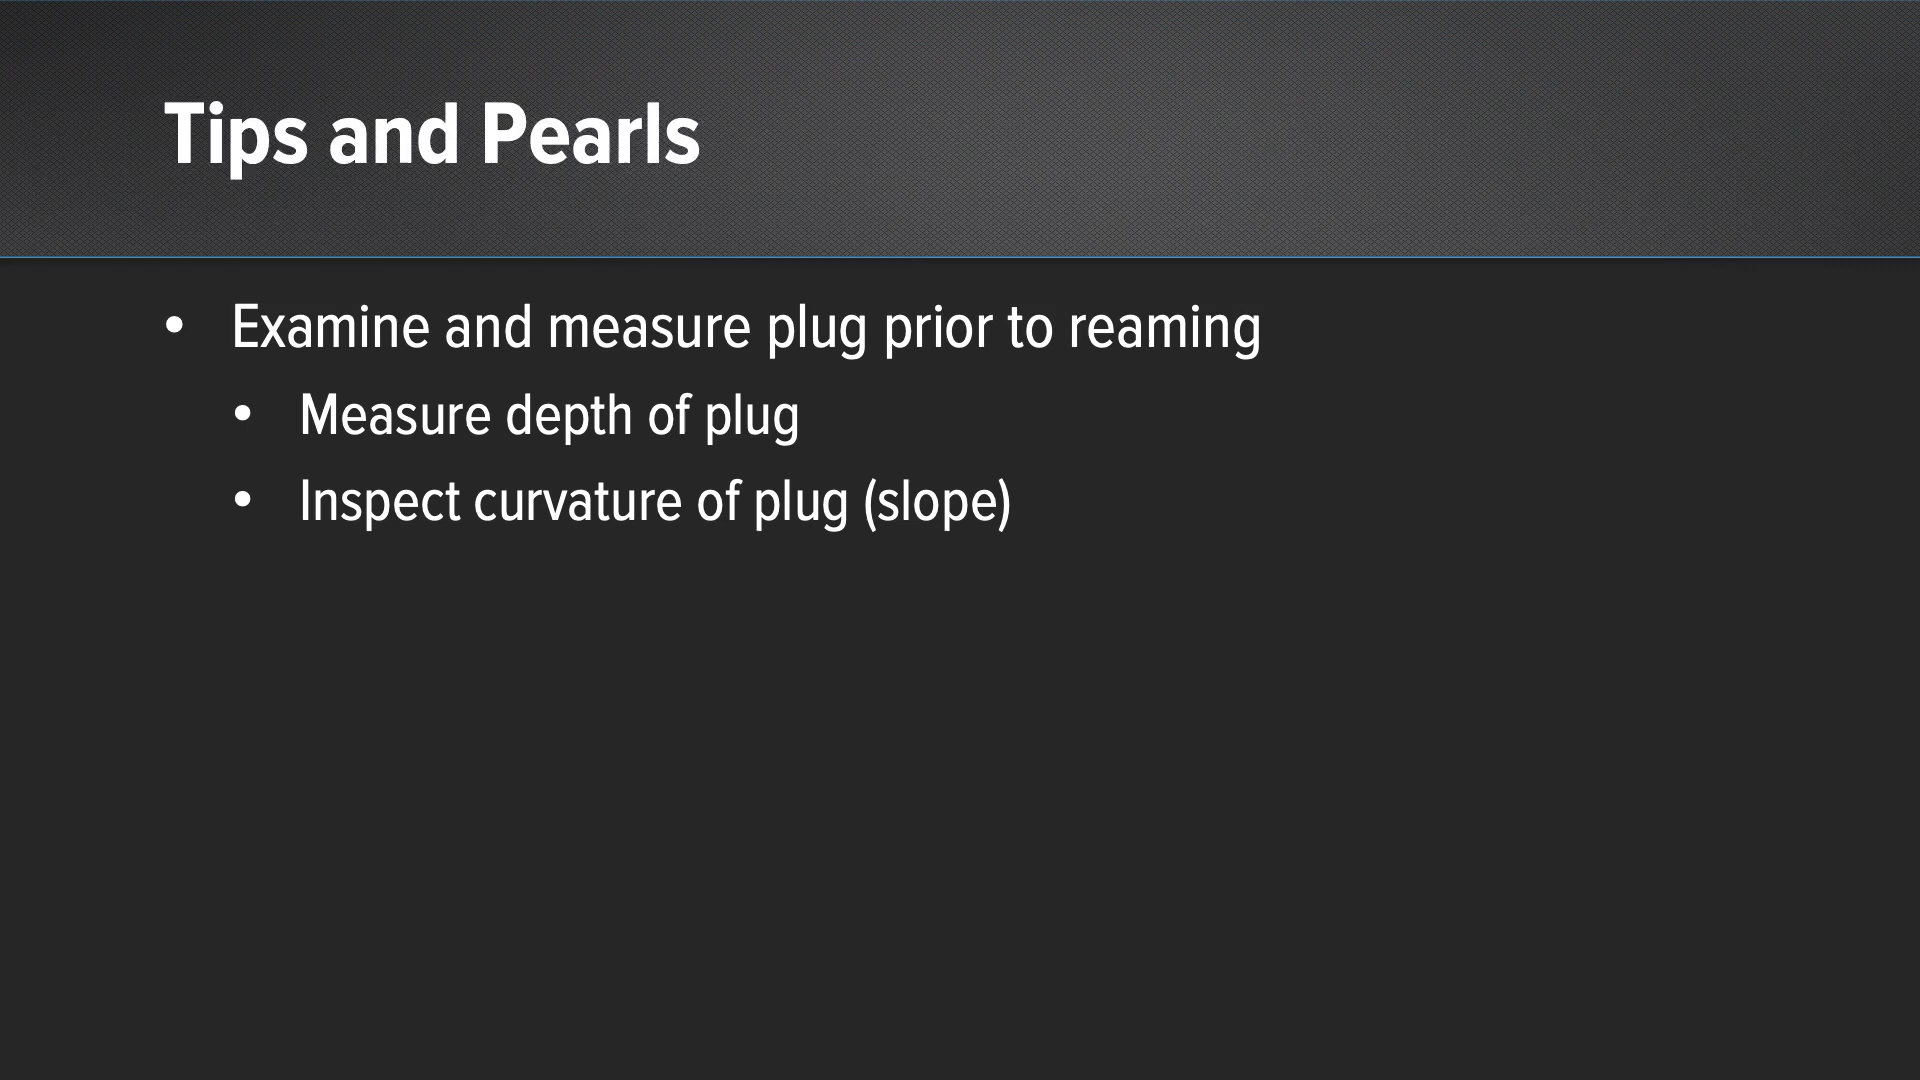 Tips and Pearls
• Examine and measure plug prior to reaming
• Measure depth of plug
• Inspect curvature of plug (slope)